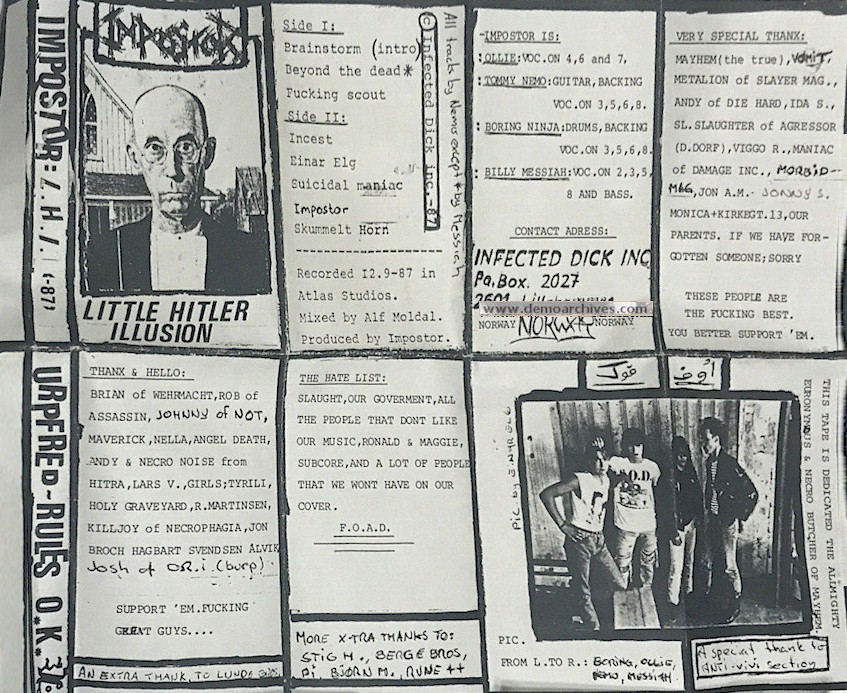 IMPOSTOR: L.H.I. (-87)
IMPOSTOR
LITTLE HITLER
ILLUSION
Side I:
Brainstorm (intro)
Beyond the dead*
Fucking scout
Side II:
Incest
Einar Elg
Suicidal maniac
Impostor
Skummelt Horn
Recorded I2.9-87 in
Atlas Studios.
Mixed by Alf Moldal.
Produced by Impostor.
© Infected Dick inc.-87
All tracks by Nemo except * by Messiah
-IMPOSTOR IS:
:OLLIE:VOC.ON 4,6 and 7,
:TOMMY NEMO:GUITAR,BACKING
VOC.ON 3,5,6,8.
:BORING NINJA:DRUMS,BACKING
VOC.ON 3,5,6,8.
:BILLY MESSIAH:VOC.ON 2,3,5,
8 AND BASS.
CONTACT ADRESS:
INFECTED DICK INC
Po.Box. 2027
2601
www.demoarchives.com
NORWAY NORWAY NORWAY
VERY SPECIAL THANX:
MAYHEM(the true),VOMIT,
METALION of SLAYER MAG.,
ANDY of DIE HARD,IDA S.,
SL.SLAUGHTER of AGRESSOR
(D.DORF),VIGGO R.,MANIAC
of DAMAGE INC., MORBID--
MAG,JON A.M.- JONNY S.
MONICA+KIRKEGT.13,OUR
PARENTS. IF WE HAVE FOR-
GOTTEN SOMEONE;SORRY
THESE PEOPLE ARE
THE FUCKING BEST.
YOU BETTER SUPPORT 'EM.
URPFRED~RULES O.K.
THANX & HELLO:
BRIAN of WEHRMACHT,ROB of
ASSASSIN, JOHNNY of NOT,
MAVERICK,NELLA,ANGEL DEATH,
ANDY & NECRO NOISE from
HITRA,LARS V.,GIRLS;TYRILI,
HOLY GRAVEYARD,R.MARTINSEN,
KILLJOY of NECROPHAGIA,JON
BROCH HAGBART SVENDSEN ALVIK
Josh of D.R.I. (burp)
SUPPORT 'EM.FUCKING
GREAT GUYS....
AN EXTRA THANK, TO LUNDE
THE HATE LIST:
SLAUGHT,OUR GOVERMENT,ALL
THE PEOPLE THAT DONT LIKE
OUR MUSIC,RONALD & MAGGIE,
SUBCORE,AND A LOT OF PEOPLE
THAT WE WONT HAVE ON OUR
COVER.
F.O.A.D.
MORE X-TRA THANKS TO:
STIG H., BERGE BROS,
Pi, BJØRN M., RUNE ++
فوك
أوف
S.O.D.
PIC.
FROM L.TO R.: BORING, OLLIE,
NEMO, MESSIAH.
THIS TAPE IS DEDICATED THE ALLMIGHTY
EIRONYMOUS & NECRO BUTCHER OF MAYHEM.
A special thank to
ANTI-vivi section